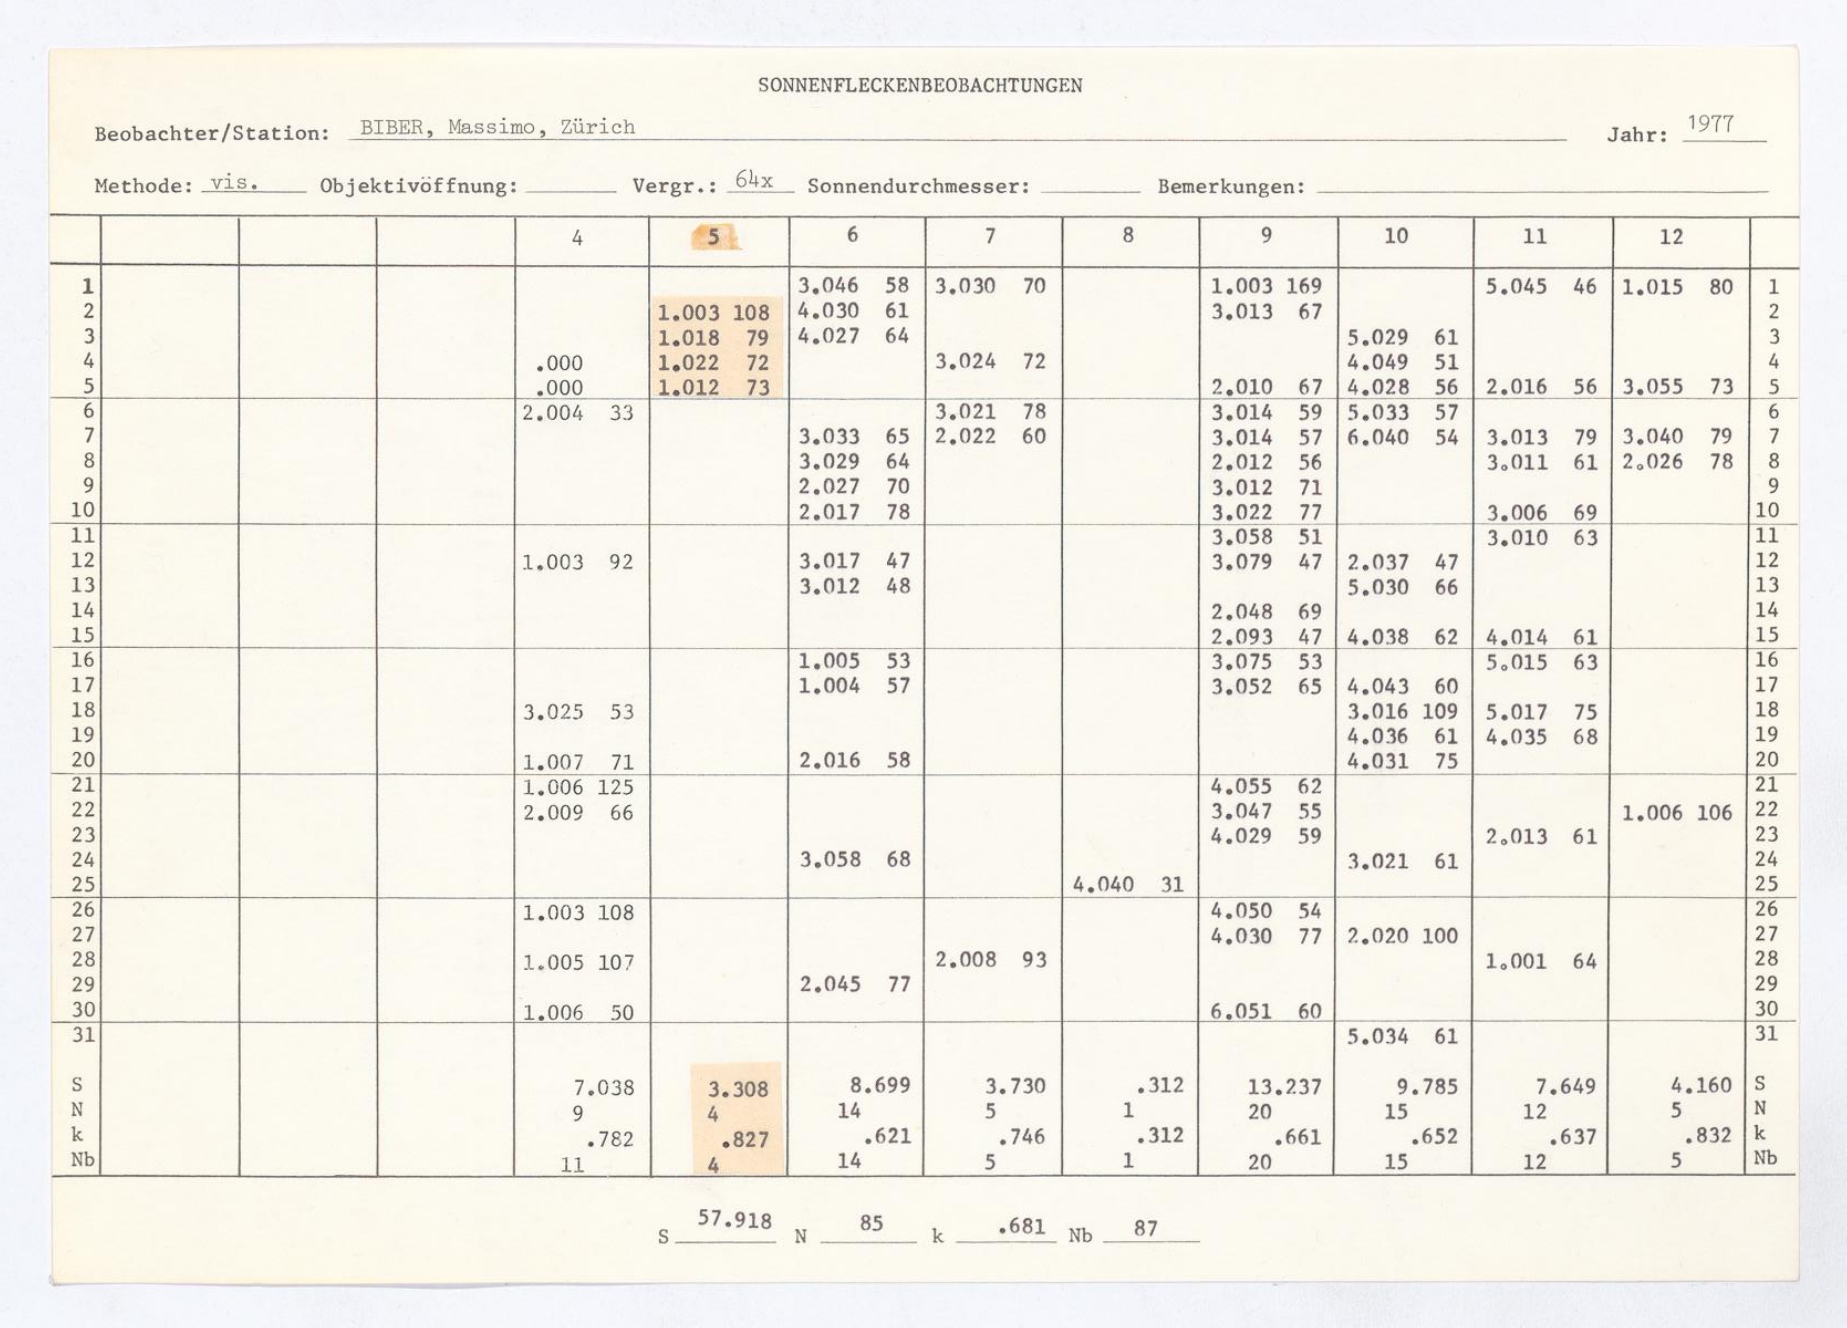 SONNENFLECKENBEOBACHTUNGEN
Beobachter/Station: BIBER, Massimo, Zürich Jahr: 1977
Methode: vis. Objektivöffnung: Vergr.: 64x Sonnendurchmesser: Bemerkungen:
4 5 6 7 8 9 10 11 12
1 3.046 58 3.030 70 1.003 169 5.045 46 1.015 80 1
2 1.003 108 4.030 61 3.013 67 2
3 1.018 79 4.027 64 5.029 61 3
4 .000 1.022 72 3.024 72 4.049 51 4
5 .000 1.012 73 2.010 67 4.028 56 2.016 56 3.055 73 5
6 2.004 33 3.021 78 3.014 59 5.033 57 6
7 3.033 65 2.022 60 3.014 57 6.040 54 3.013 79 3.040 79 7
8 3.029 64 2.012 56 3.011 61 2.026 78 8
9 2.027 70 3.012 71 9
10 2.017 78 3.022 77 3.006 69 10
11 3.058 51 3.010 63 11
12 1.003 92 3.017 47 3.079 47 2.037 47 12
13 3.012 48 5.030 66 13
14 2.048 69 14
15 2.093 47 4.038 62 4.014 61 15
16 1.005 53 3.075 53 5.015 63 16
17 1.004 57 3.052 65 4.043 60 17
18 3.025 53 3.016 109 5.017 75 18
19 4.036 61 4.035 68 19
20 1.007 71 2.016 58 4.031 75 20
21 1.006 125 4.055 62 21
22 2.009 66 3.047 55 1.006 106 22
23 4.029 59 2.013 61 23
24 3.058 68 3.021 61 24
25 4.040 31 25
26 1.003 108 4.050 54 26
27 4.030 77 2.020 100 27
28 1.005 107 2.008 93 1.001 64 28
29 2.045 77 29
30 1.006 50 6.051 60 30
31 5.034 61 31
S 7.038 3.308 8.699 3.730 .312 13.237 9.785 7.649 4.160 S
N 9 4 14 5 1 20 15 12 5 N
k .782 .827 .621 .746 .312 .661 .652 .637 .832 k
Nb 11 4 14 5 1 20 15 12 5 Nb
S 57.918 N 85 k .681 Nb 87